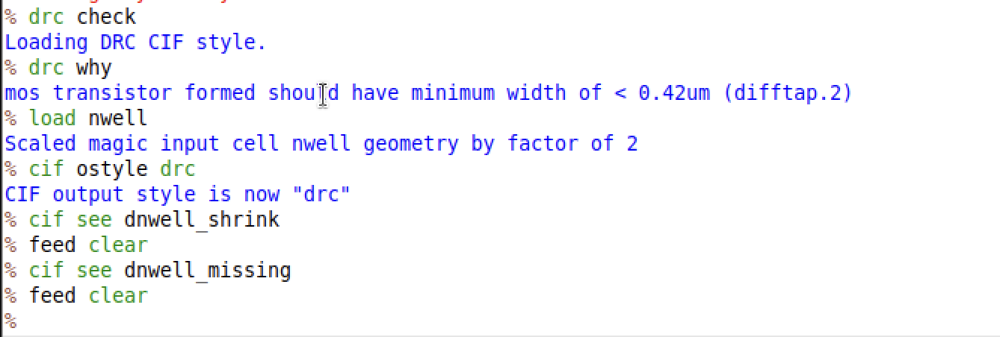 % drc check
Loading DRC CIF style.
% drc why
mos transistor formed should have minimum width of < 0.42um (difftap.2)
% load nwell
Scaled magic input cell nwell geometry by factor of 2
% cif ostyle drc
CIF output style is now "drc"
% cif see dnwell_shrink
% feed clear
% cif see dnwell_missing
% feed clear
%